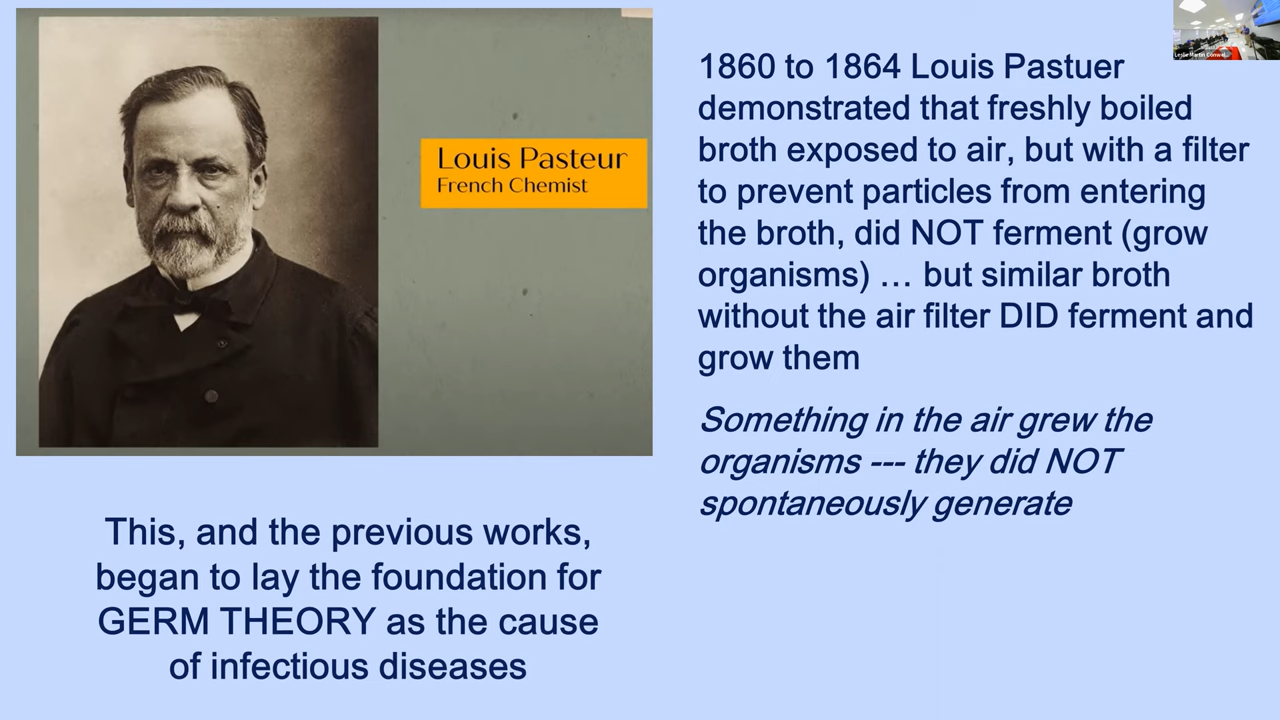 Louis Pasteur
French Chemist
1860 to 1864 Louis Pastuer
demonstrated that freshly boiled
broth exposed to air, but with a filter
to prevent particles from entering
the broth, did NOT ferment (grow
organisms) … but similar broth
without the air filter DID ferment and
grow them
Something in the air grew the
organisms --- they did NOT
spontaneously generate
This, and the previous works,
began to lay the foundation for
GERM THEORY as the cause
of infectious diseases
Leslie Martin